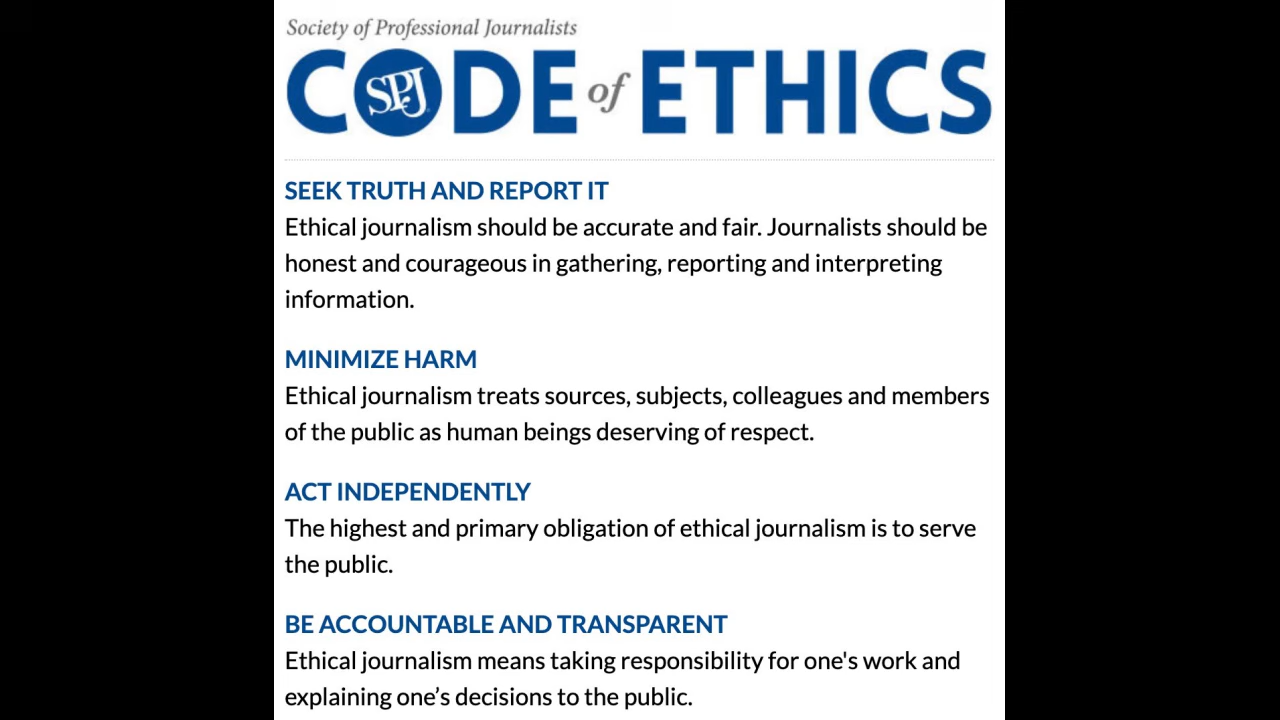 Society of Professional Journalists
CODE of ETHICS
SPJ
SEEK TRUTH AND REPORT IT
Ethical journalism should be accurate and fair. Journalists should be
honest and courageous in gathering, reporting and interpreting
information.
MINIMIZE HARM
Ethical journalism treats sources, subjects, colleagues and members
of the public as human beings deserving of respect.
ACT INDEPENDENTLY
The highest and primary obligation of ethical journalism is to serve
the public.
BE ACCOUNTABLE AND TRANSPARENT
Ethical journalism means taking responsibility for one's work and
explaining one’s decisions to the public.